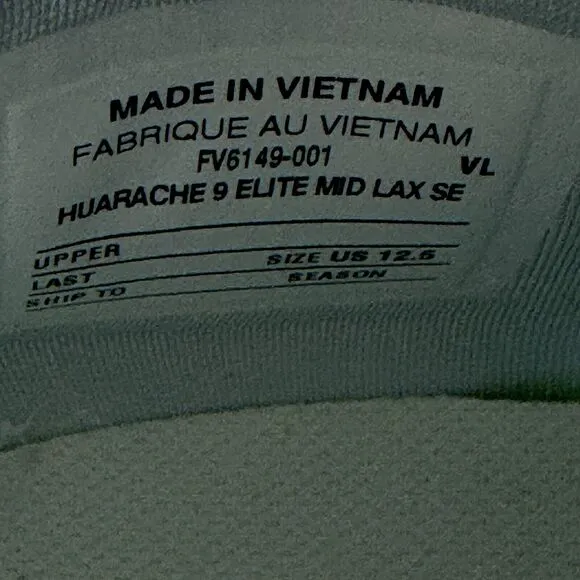 MADE IN VIETNAM
FABRIQUE AU VIETNAM
FV6149-001 VL
HUARACHE 9 ELITE MID LAX SE
UPPER
LAST SIZE US 12.5
SHIP TO SEASON